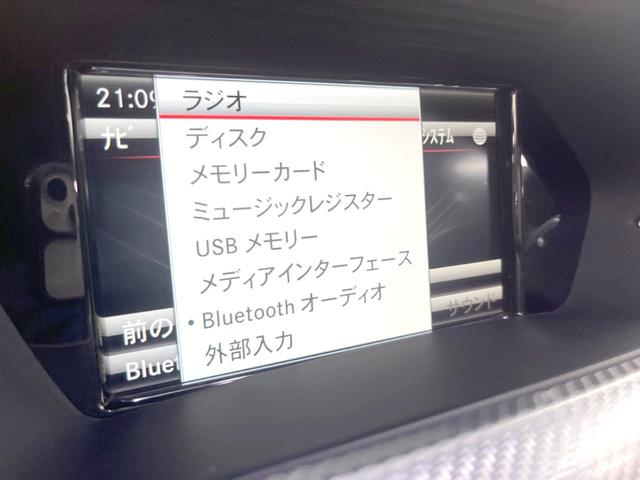 21:09
ラジオ
ナビ
ディスク
システム
メモリーカード
ミュージックレジスター
USB メモリー
メディアインターフェース
• Bluetooth オーディオ
サウンド
前の
外部入力
Bluet